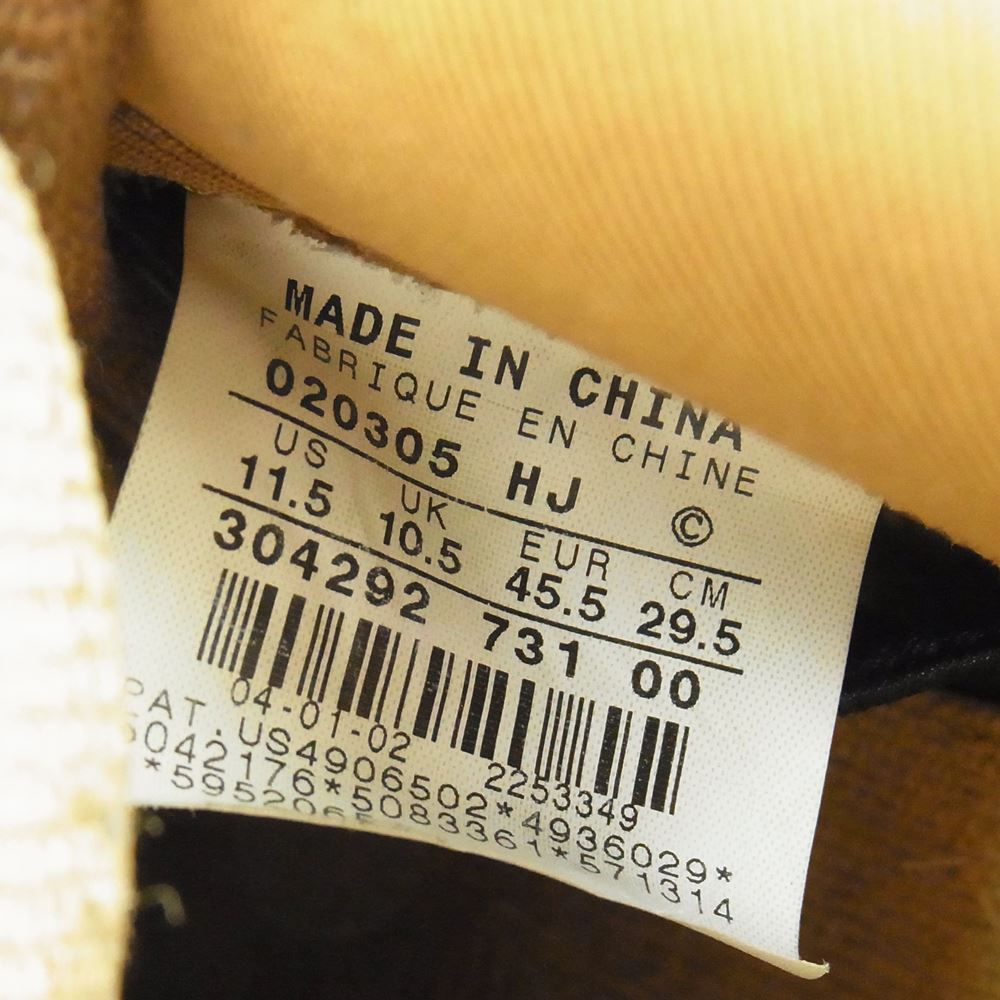 MADE IN CHINA
FABRIQUE EN CHINE
020305 HJ ©
US UK EUR CM
11.5 10.5 45.5 29.5
304292 731 00
04-01-02 2253349
PAT.US4906502*4936029*
5042176*5083361*571314
*595206